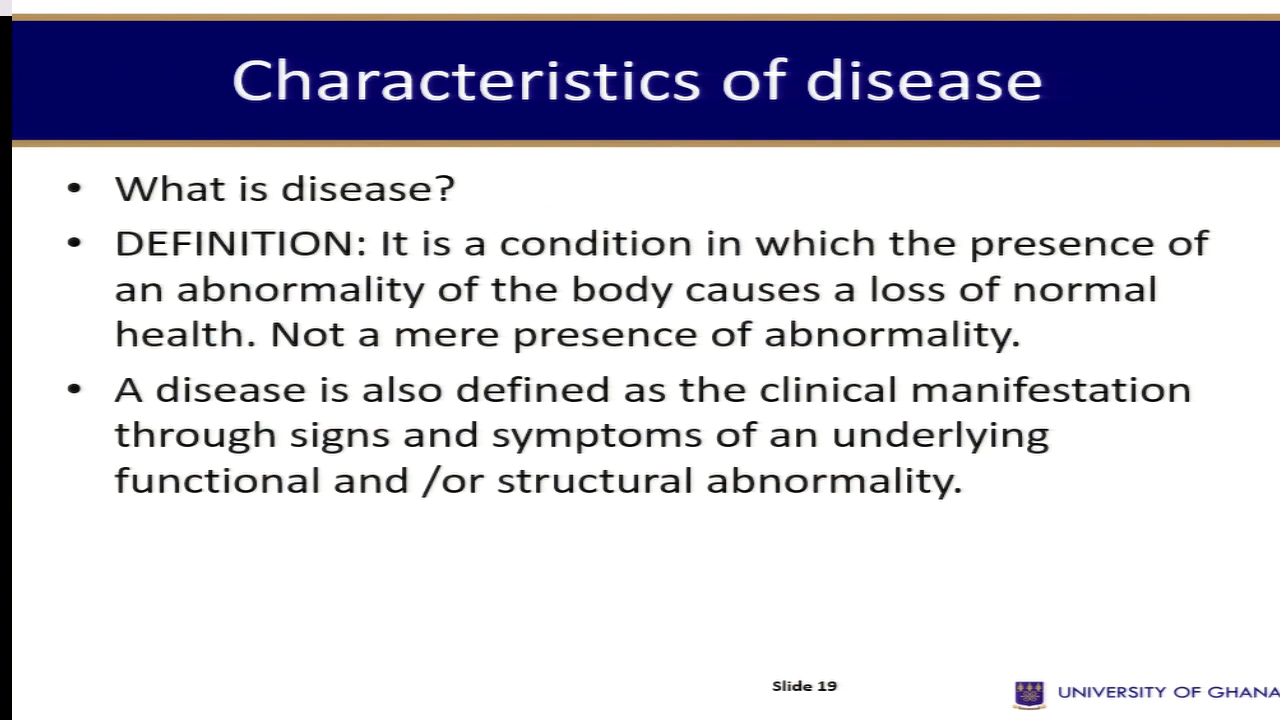 Characteristics of disease
• What is disease?
• DEFINITION: It is a condition in which the presence of
an abnormality of the body causes a loss of normal
health. Not a mere presence of abnormality.
• A disease is also defined as the clinical manifestation
through signs and symptoms of an underlying
functional and /or structural abnormality.
Slide 19
UNIVERSITY OF GHANA